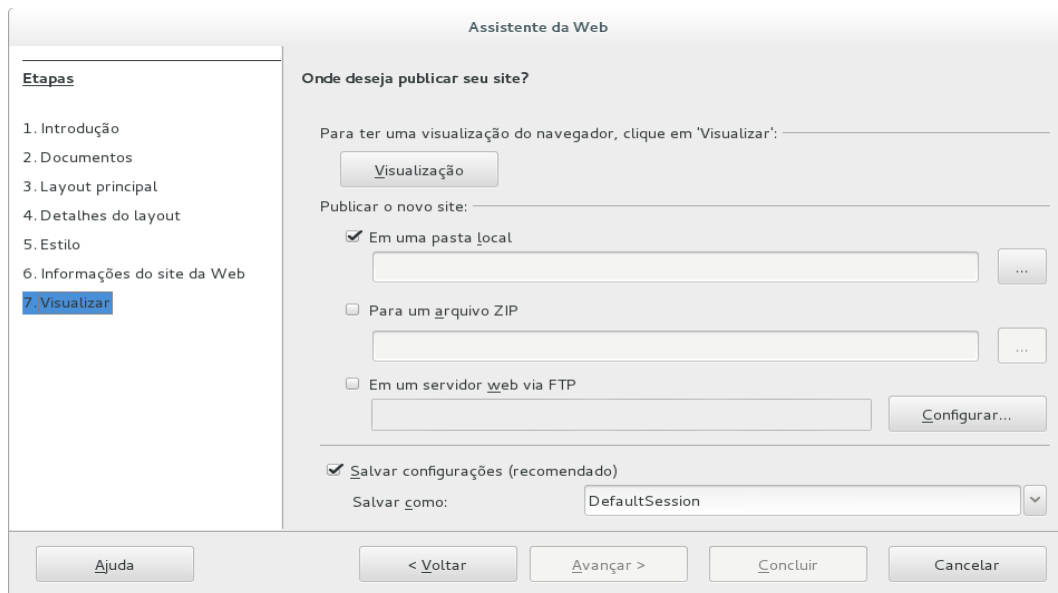 Assistente da Web
Etapas
1. Introdução
2. Documentos
3. Layout principal
4. Detalhes do layout
5. Estilo
6. Informações do site da Web
7. Visualizar
Onde deseja publicar seu site?
Para ter uma visualização do navegador, clique em 'Visualizar':
Visualização
Publicar o novo site:
Em uma pasta local
...
Para um arquivo ZIP
...
Em um servidor web via FTP
Configurar...
Salvar configurações (recomendado)
Salvar como:
DefaultSession
Ajuda
< Voltar
Avançar >
Concluir
Cancelar